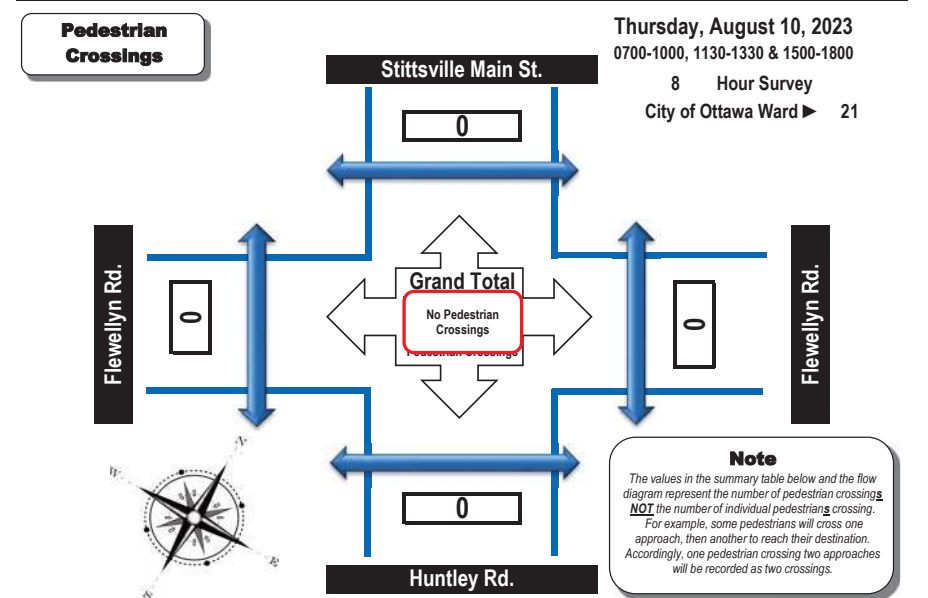 Pedestrian
Crossings
Thursday, August 10, 2023
0700-1000, 1130-1330 & 1500-1800
8 Hour Survey
City of Ottawa Ward ► 21
Stittsville Main St.
0
Flewellyn Rd.
0
Grand Total
No Pedestrian
Crossings
Pedestrian Crossings
0
Flewellyn Rd.
N
W
E
S
0
Huntley Rd.
Note
The values in the summary table below and the flow
diagram represent the number of pedestrian crossings
NOT the number of individual pedestrians crossing.
For example, some pedestrians will cross one
approach, then another to reach their destination.
Accordingly, one pedestrian crossing two approaches
will be recorded as two crossings.